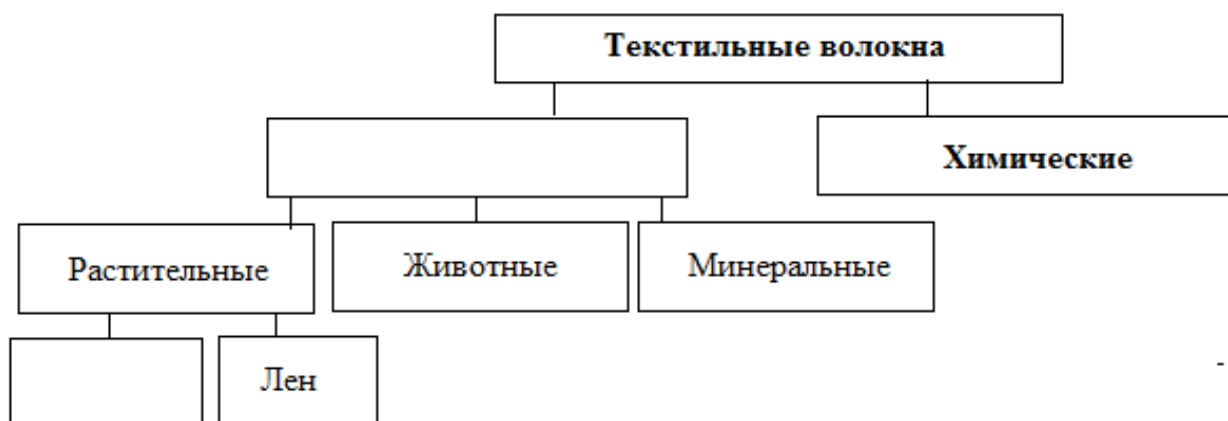 Текстильные волокна
Химические
Растительные
Животные
Минеральные
Лен
-